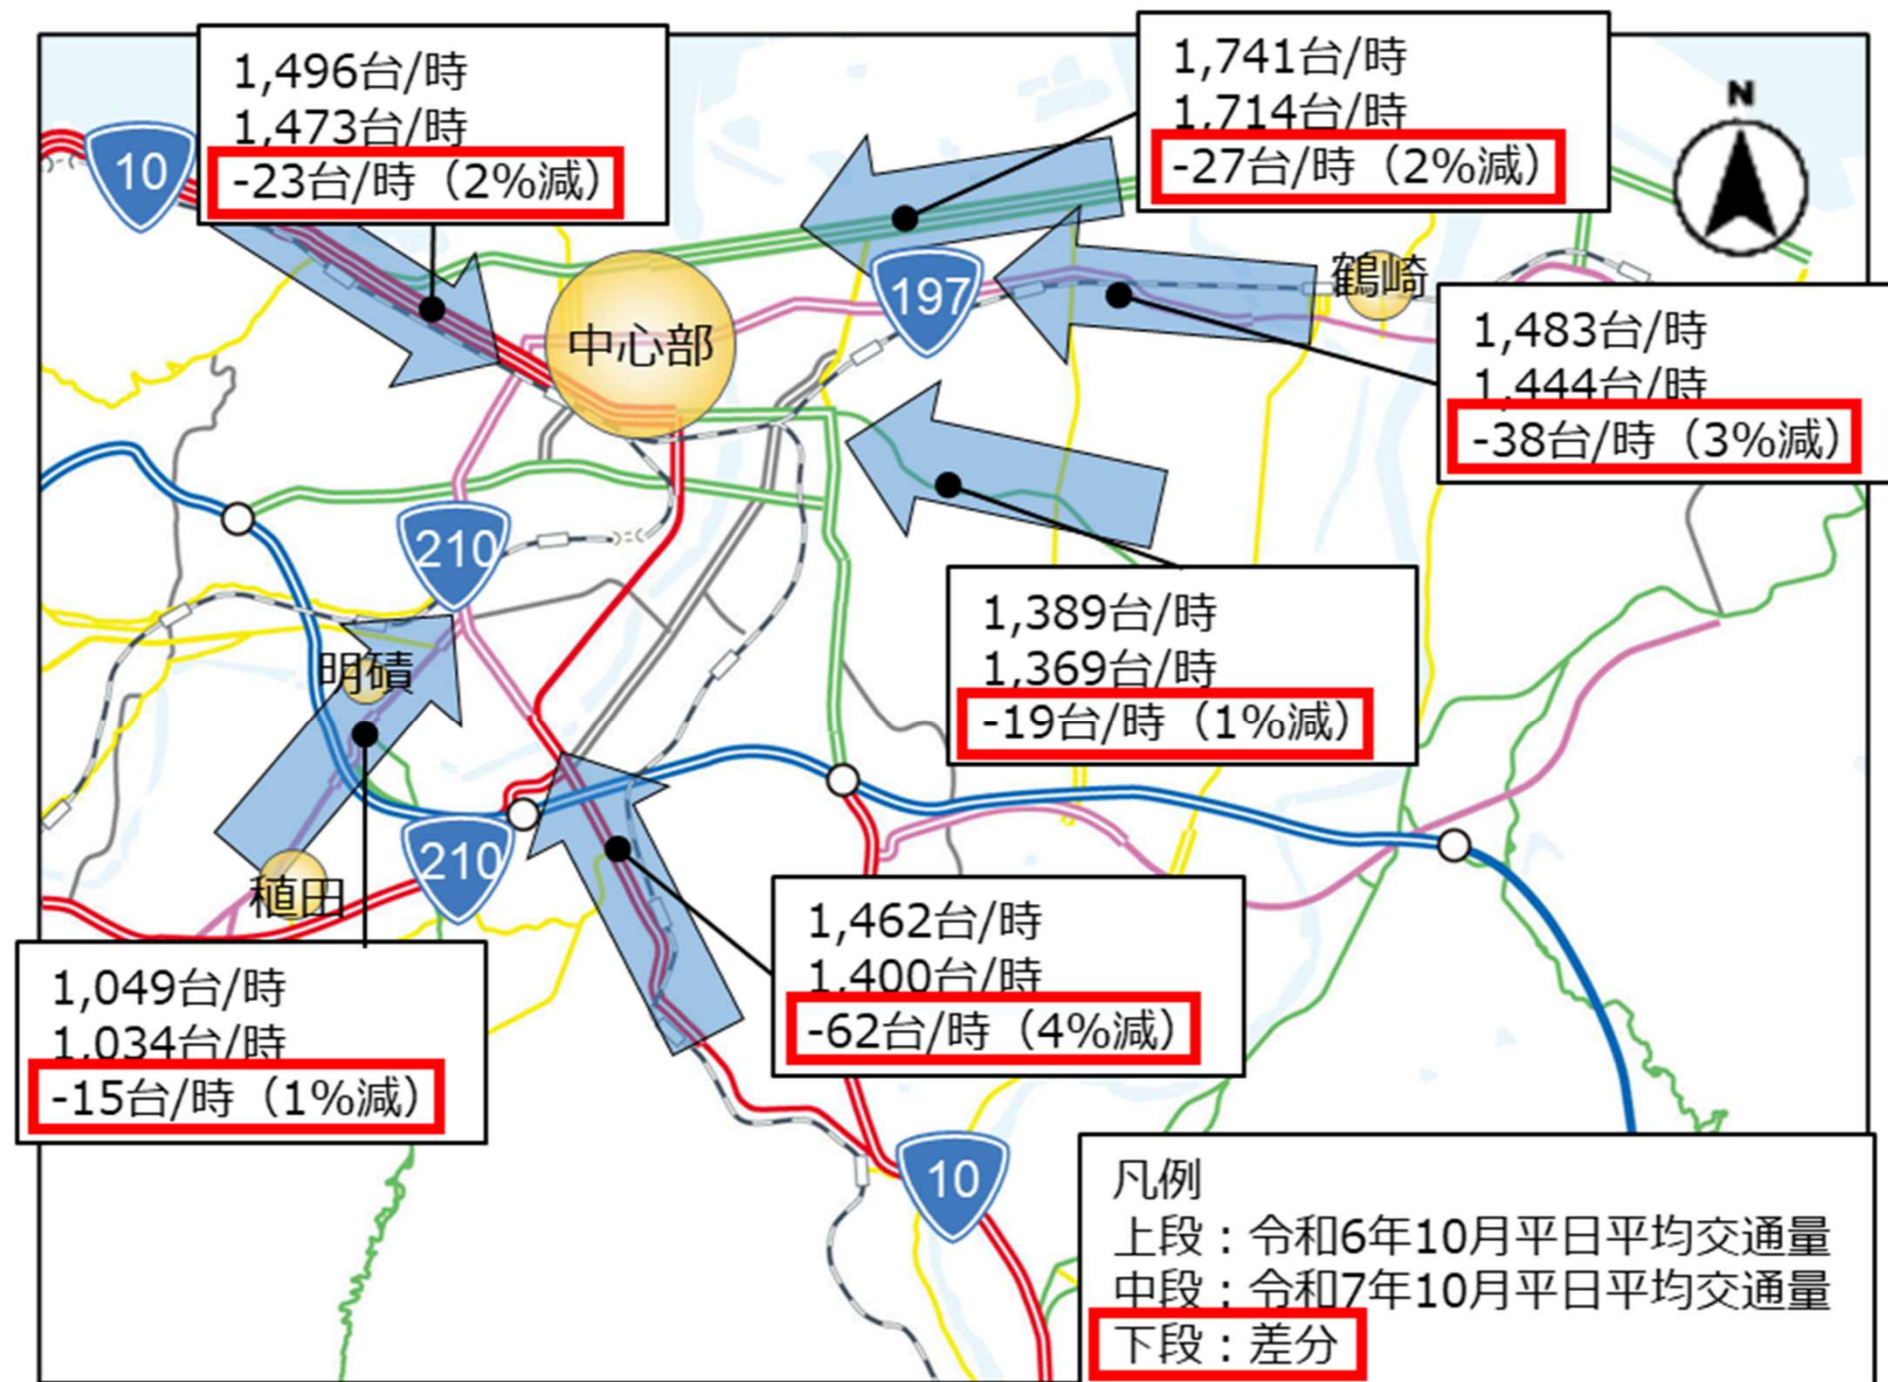 1,496台/時
1,473台/時
-23台/時（2%減）
1,741台/時
1,714台/時
-27台/時（2%減）
N
10
197
鶴崎
中心部
1,483台/時
1,444台/時
-38台/時（3%減）
210
1,389台/時
1,369台/時
-19台/時（1%減）
明磧
210
稙田
1,462台/時
1,400台/時
-62台/時（4%減）
1,049台/時
1,034台/時
-15台/時（1%減）
10
凡例
上段：令和6年10月平日平均交通量
中段：令和7年10月平日平均交通量
下段：差分